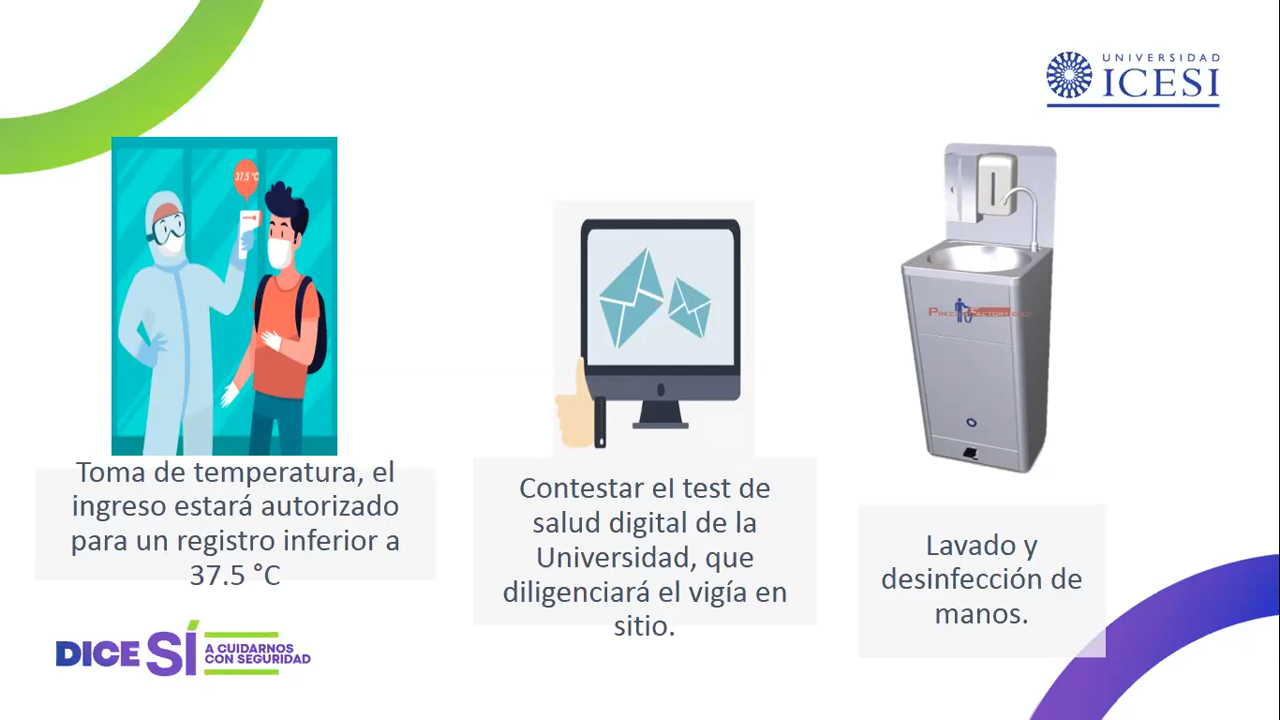 UNIVERSIDAD
ICESI
37.5 °C
Toma de temperatura, el
ingreso estará autorizado
para un registro inferior a
37.5 °C
Contestar el test de
salud digital de la
Universidad, que
diligenciará el vigía en
sitio.
Lavado y
desinfección de
manos.
DICE SÍ
A CUIDARNOS
CON SEGURIDAD